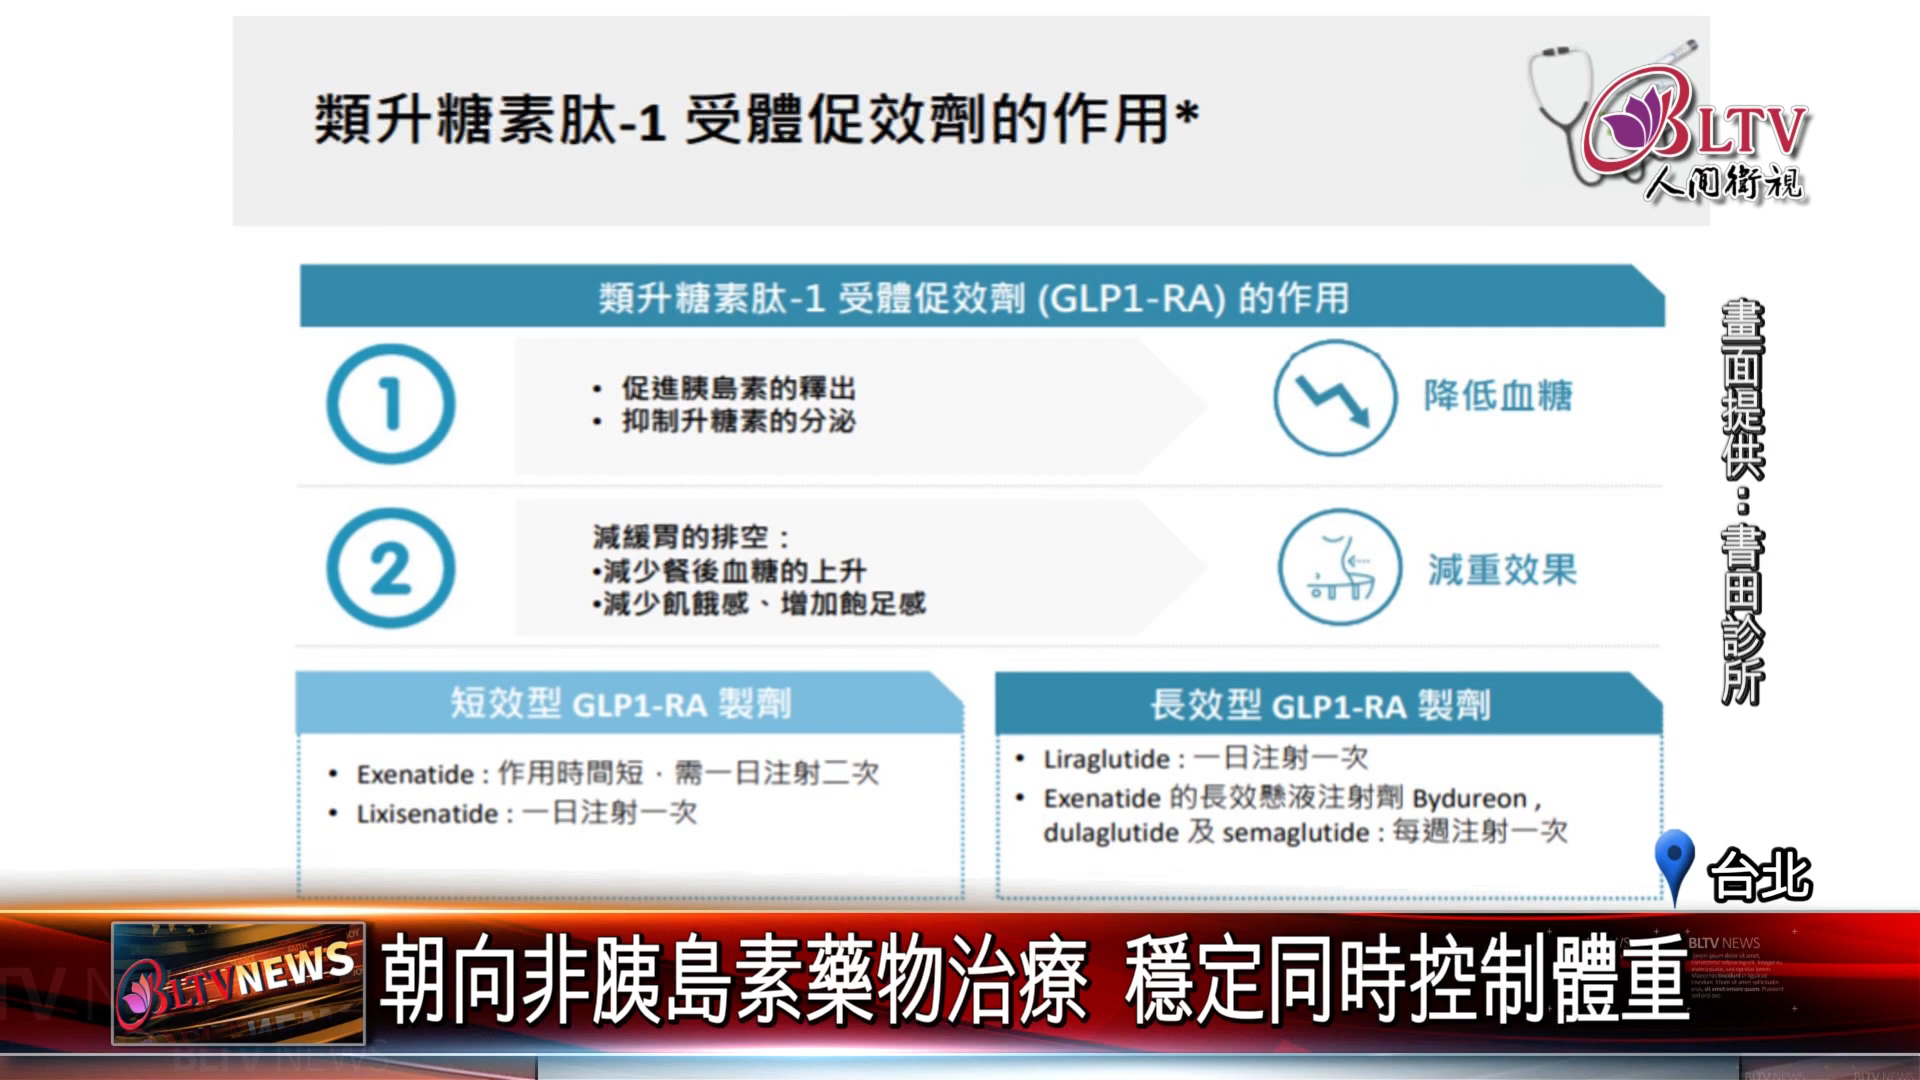 類升糖素肽-1 受體促效劑的作用*
BLTV
人間衛視
類升糖素肽-1 受體促效劑 (GLP1-RA) 的作用
1
• 促進胰島素的釋出
• 抑制升糖素的分泌
降低血糖
2
減緩胃的排空：
•減少餐後血糖的上升
•減少飢餓感、增加飽足感
減重效果
短效型 GLP1-RA 製劑
• Exenatide : 作用時間短，需一日注射二次
• Lixisenatide : 一日注射一次
長效型 GLP1-RA 製劑
• Liraglutide : 一日注射一次
• Exenatide 的長效懸液注射劑 Bydureon ,
dulaglutide 及 semaglutide : 每週注射一次
畫面提供：書田診所
台北
BLTVNEWS
朝向非胰島素藥物治療 穩定同時控制體重
BLTV NEWS